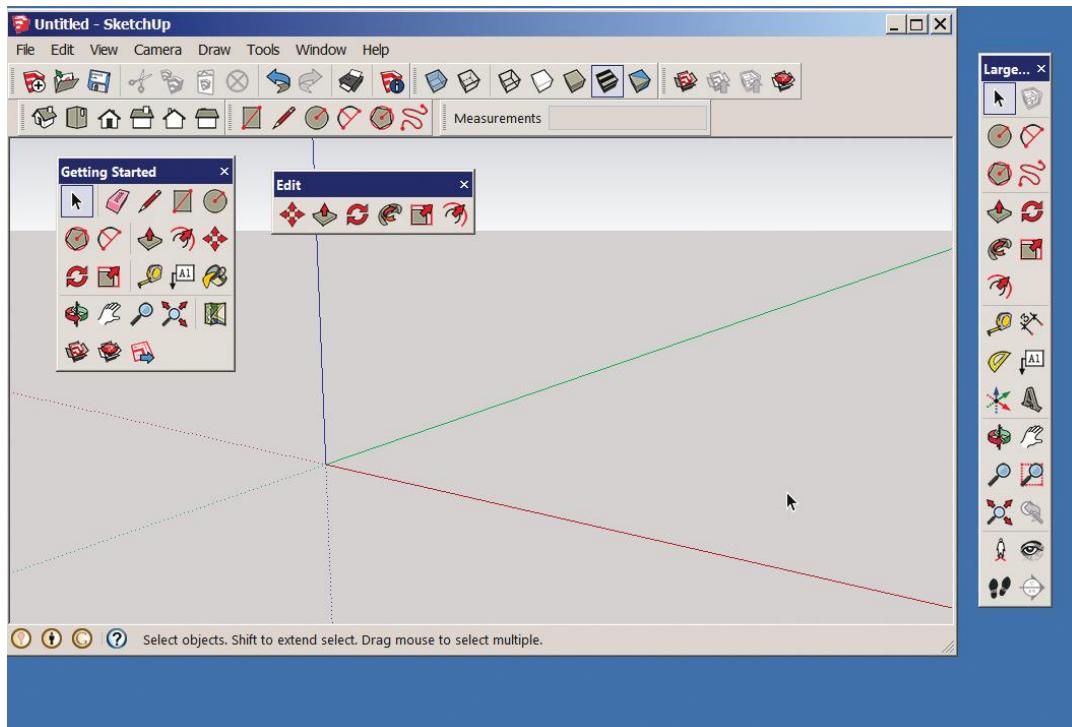 Untitled - SketchUp
File Edit View Camera Draw Tools Window Help
Measurements
Getting Started
Edit
A1
Large...
A1
Select objects. Shift to extend select. Drag mouse to select multiple.